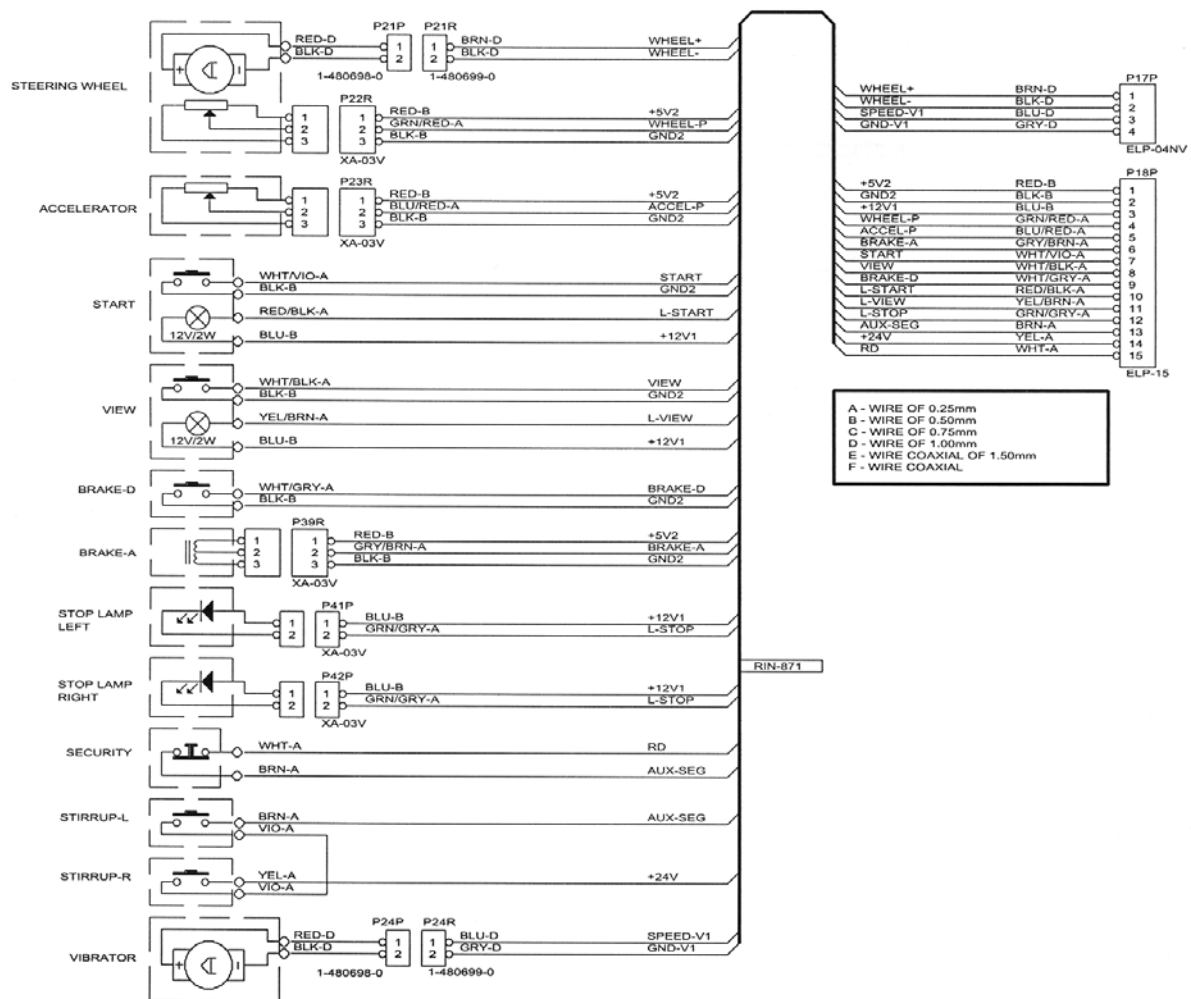 STEERING WHEEL
+
A
-
RED-D
BLK-D
P21P
1
2
1-480698-0
P21R
1
2
1-480699-0
BRN-D
BLK-D
WHEEL+
WHEEL-
1
2
3
P22R
1
2
3
XA-03V
RED-B
GRN/RED-A
BLK-B
+5V2
WHEEL-P
GND2
ACCELERATOR
1
2
3
P23R
1
2
3
XA-03V
RED-B
BLU/RED-A
BLK-B
+5V2
ACCEL-P
GND2
START
12V/2W
WHT/VIO-A
BLK-B
RED/BLK-A
BLU-B
START
GND2
L-START
+12V1
VIEW
12V/2W
WHT/BLK-A
BLK-B
YEL/BRN-A
BLU-B
VIEW
GND2
L-VIEW
+12V1
BRAKE-D
WHT/GRY-A
BLK-B
BRAKE-D
GND2
BRAKE-A
1
2
3
P39R
1
2
3
XA-03V
RED-B
GRY/BRN-A
BLK-B
+5V2
BRAKE-A
GND2
STOP LAMP
LEFT
1
2
P41P
1
2
XA-03V
BLU-B
GRN/GRY-A
+12V1
L-STOP
STOP LAMP
RIGHT
1
2
P42P
1
2
XA-03V
BLU-B
GRN/GRY-A
+12V1
L-STOP
SECURITY
WHT-A
BRN-A
RD
AUX-SEG
STIRRUP-L
BRN-A
VIO-A
AUX-SEG
STIRRUP-R
YEL-A
VIO-A
+24V
VIBRATOR
+
A
-
RED-D
BLK-D
P24P
1
2
1-480698-0
P24R
1
2
1-480699-0
BLU-D
GRY-D
SPEED-V1
GND-V1
RIN-871
P17P
WHEEL+ BRN-D 1
WHEEL- BLK-D 2
SPEED-V1 BLU-D 3
GND-V1 GRY-D 4
ELP-04NV
P18P
+5V2 RED-B 1
GND2 BLK-B 2
+12V1 BLU-B 3
WHEEL-P GRN/RED-A 4
ACCEL-P BLU/RED-A 5
BRAKE-A GRY/BRN-A 6
START WHT/VIO-A 7
VIEW WHT/BLK-A 8
BRAKE-D WHT/GRY-A 9
L-START RED/BLK-A 10
L-VIEW YEL/BRN-A 11
L-STOP GRN/GRY-A 12
AUX-SEG BRN-A 13
+24V YEL-A 14
RD WHT-A 15
ELP-15
A - WIRE OF 0.25mm
B - WIRE OF 0.50mm
C - WIRE OF 0.75mm
D - WIRE OF 1.00mm
E - WIRE COAXIAL OF 1.50mm
F - WIRE COAXIAL